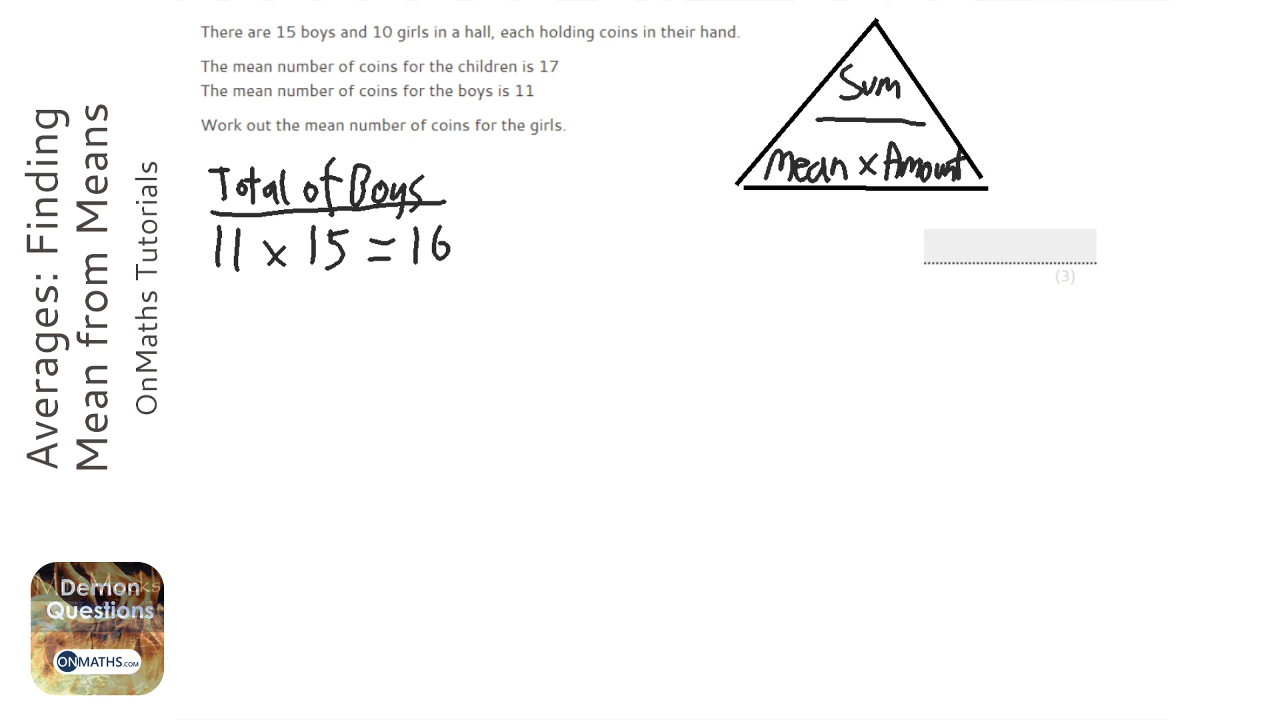 Averages: Finding
Mean from Means
OnMaths Tutorials
There are 15 boys and 10 girls in a hall, each holding coins in their hand.
The mean number of coins for the children is 17
The mean number of coins for the boys is 11
Work out the mean number of coins for the girls.
Sum
Mean x Amount
Total of Boys
11 x 15 = 16
(3)
Demon
Questions
ONMATHS.COM